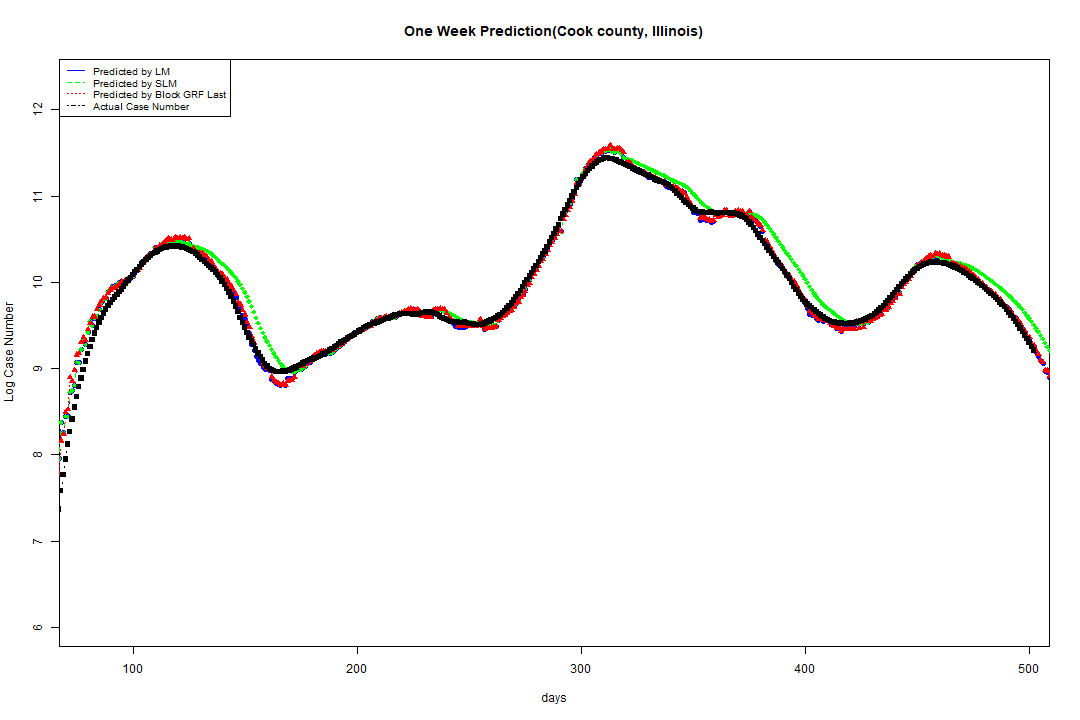 One Week Prediction(Cook county, Illinois)
Predicted by LM
Predicted by SLM
Predicted by Block GRF Last
Actual Case Number
12
11
10
9
8
7
6
Log Case Number
100 200 300 400 500
days